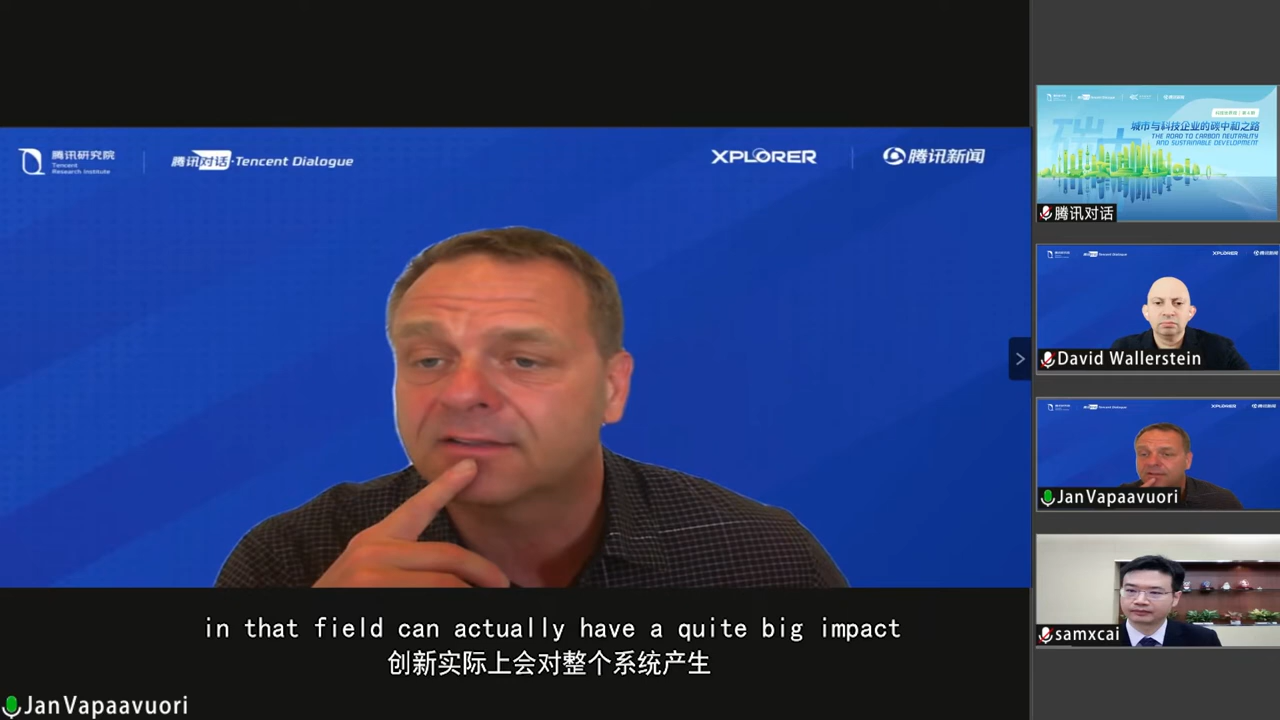 腾讯研究院
Tencent
Research Institute
腾讯对话·Tencent Dialogue
XPLORER
腾讯新闻
in that field can actually have a quite big impact
创新实际上会对整个系统产生
JanVapaavuori
城市与科技企业的碳中和之路
THE ROAD TO CARBON NEUTRALITY
AND SUSTAINABLE DEVELOPMENT
腾讯对话
XPLORER
David Wallerstein
XPLORER
JanVapaavuori
samxcai